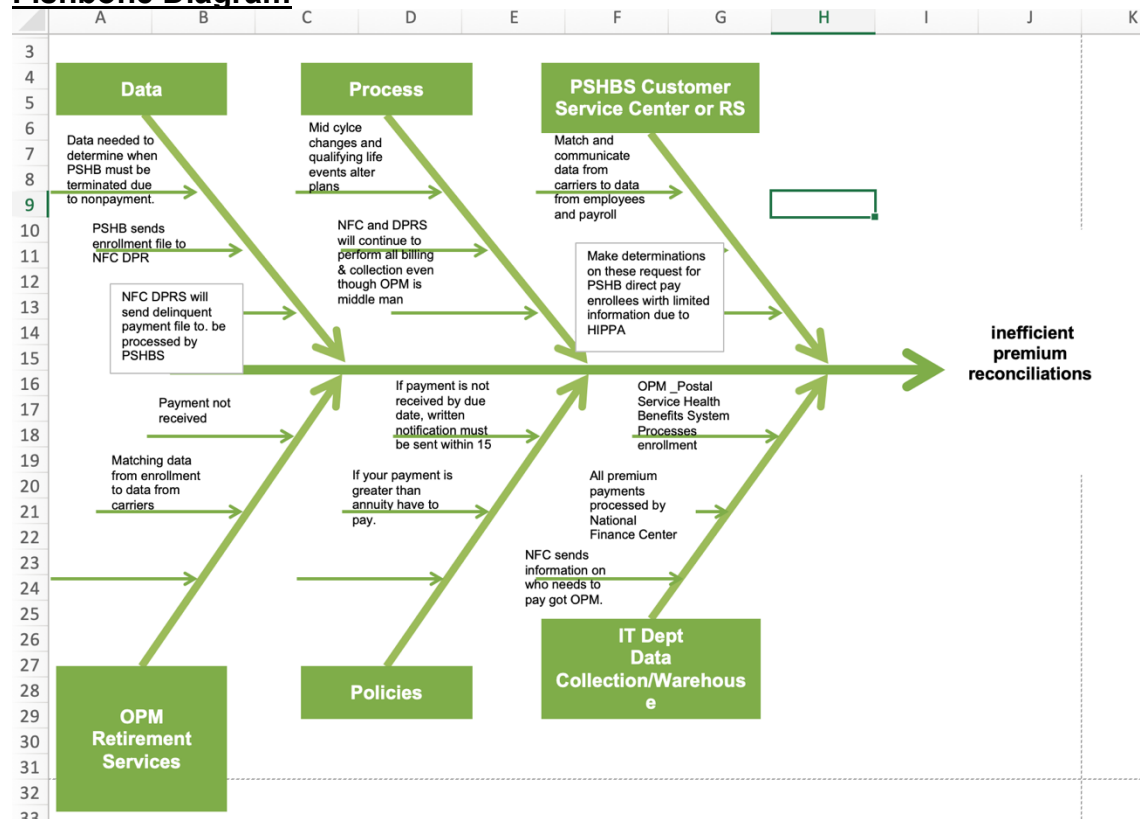 Fishbone Diagram
A B C D E F G H I J K
3
4
5
6
7
8
9
10
11
12
13
14
15
16
17
18
19
20
21
22
23
24
25
26
27
28
29
30
31
32
33
Data
Data needed to
determine when
PSHB must be
terminated due
to nonpayment.
PSHB sends
enrollment file to
NFC DPR
NFC DPRS will
send delinquent
payment file to. be
processed by
PSHBS
Process
Mid cylce
changes and
qualifying life
events alter
plans
NFC and DPRS
will continue to
perform all billing
& collection even
though OPM is
middle man
PSHBS Customer
Service Center or RS
Match and
communicate
data from
carriers to data
from employees
and payroll
Make determinations
on these request for
PSHB direct pay
enrollees wirth limited
information due to
HIPPA
inefficient
premium
reconciliations
Payment not
received
Matching data
from enrollment
to data from
carriers
OPM
Retirement
Services
If payment is not
received by due
date, written
notification must
be sent within 15
If your payment is
greater than
annuity have to
pay.
Policies
OPM _Postal
Service Health
Benefits System
Processes
enrollment
All premium
payments
processed by
National
Finance Center
NFC sends
information on
who needs to
pay got OPM.
IT Dept
Data
Collection/Warehous
e